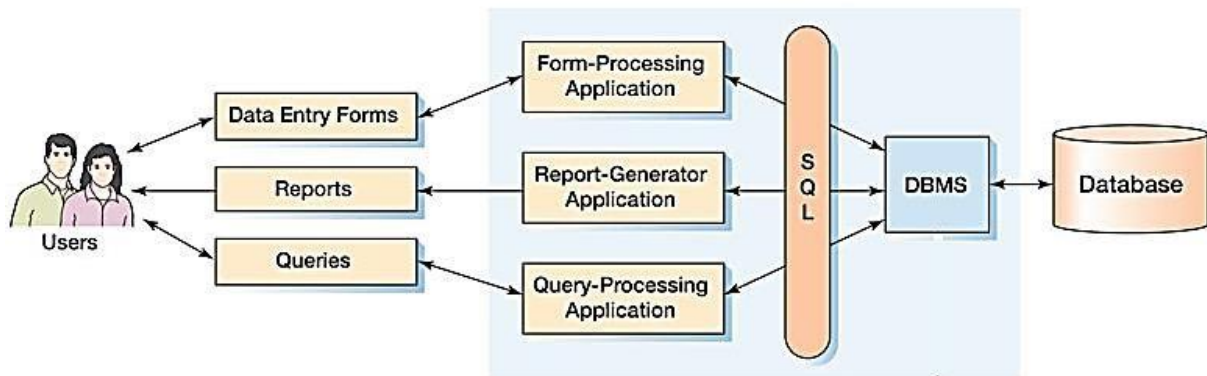 Form-Processing
Application
Data Entry Forms
Users
Reports
Report-Generator
Application
Queries
Query-Processing
Application
S
Q
L
DBMS
Database